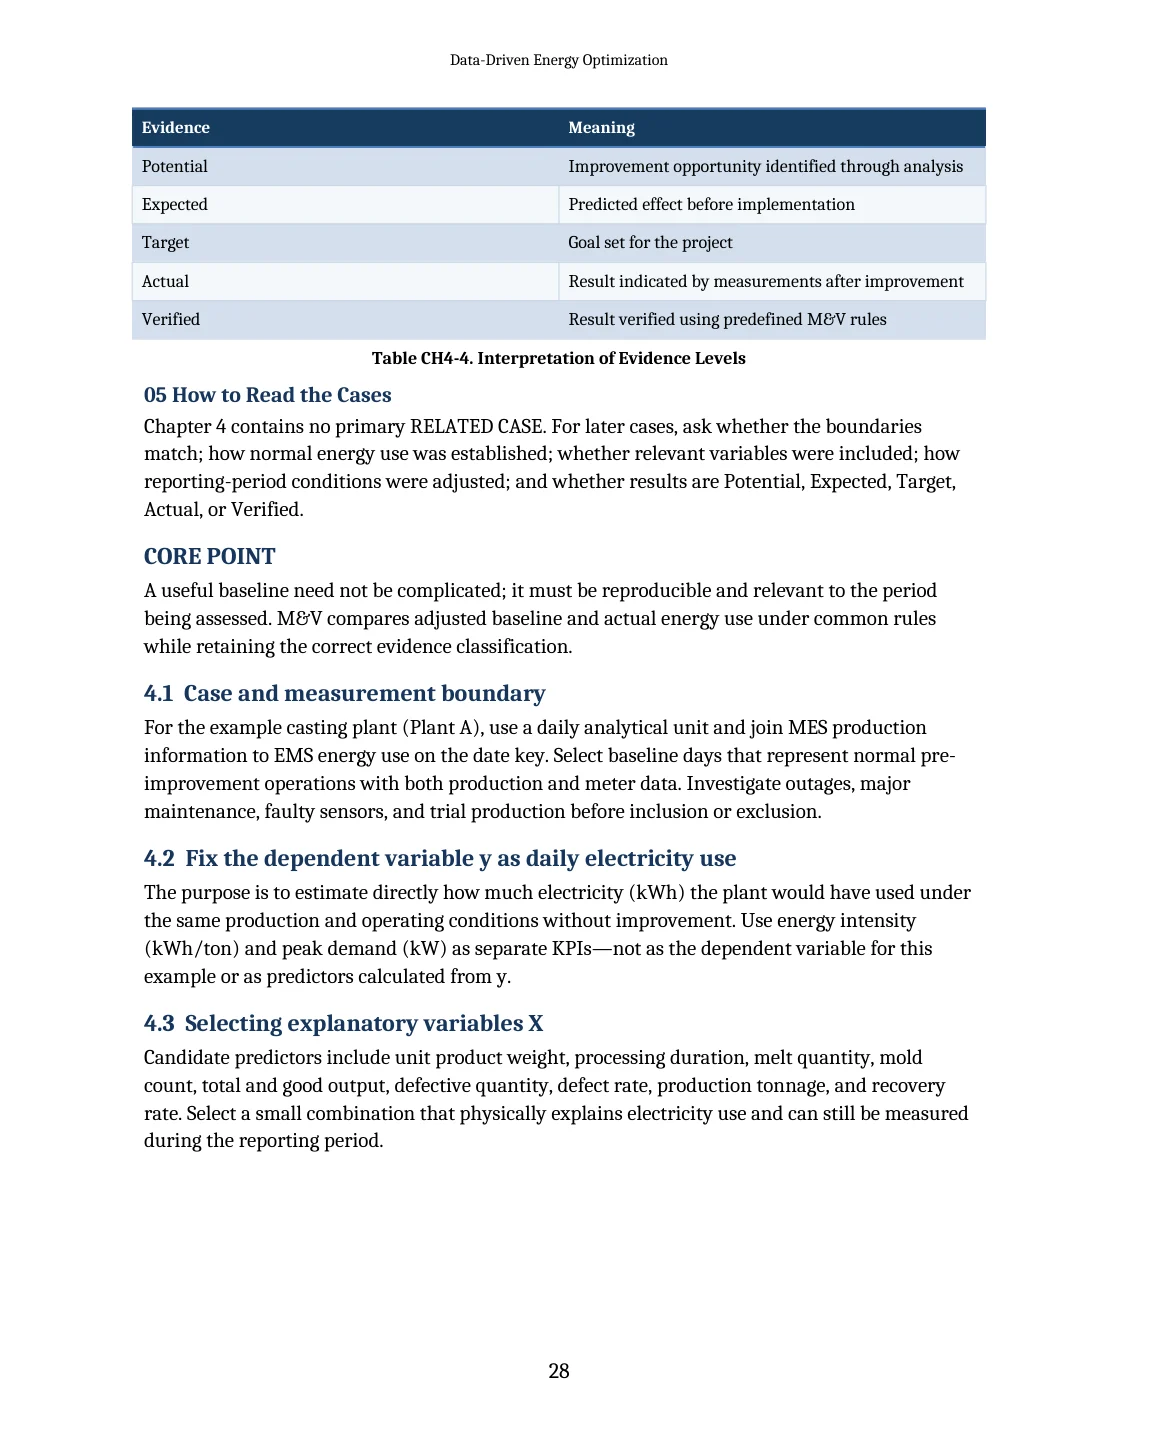 Data-Driven Energy Optimization
Evidence Meaning
Potential Improvement opportunity identified through analysis
Expected Predicted effect before implementation
Target Goal set for the project
Actual Result indicated by measurements after improvement
Verified Result verified using predefined M&V rules
Table CH4-4. Interpretation of Evidence Levels
05 How to Read the Cases
Chapter 4 contains no primary RELATED CASE. For later cases, ask whether the boundaries
match; how normal energy use was established; whether relevant variables were included; how
reporting-period conditions were adjusted; and whether results are Potential, Expected, Target,
Actual, or Verified.
CORE POINT
A useful baseline need not be complicated; it must be reproducible and relevant to the period
being assessed. M&V compares adjusted baseline and actual energy use under common rules
while retaining the correct evidence classification.
4.1 Case and measurement boundary
For the example casting plant (Plant A), use a daily analytical unit and join MES production
information to EMS energy use on the date key. Select baseline days that represent normal pre-
improvement operations with both production and meter data. Investigate outages, major
maintenance, faulty sensors, and trial production before inclusion or exclusion.
4.2 Fix the dependent variable y as daily electricity use
The purpose is to estimate directly how much electricity (kWh) the plant would have used under
the same production and operating conditions without improvement. Use energy intensity
(kWh/ton) and peak demand (kW) as separate KPIs—not as the dependent variable for this
example or as predictors calculated from y.
4.3 Selecting explanatory variables X
Candidate predictors include unit product weight, processing duration, melt quantity, mold
count, total and good output, defective quantity, defect rate, production tonnage, and recovery
rate. Select a small combination that physically explains electricity use and can still be measured
during the reporting period.
28